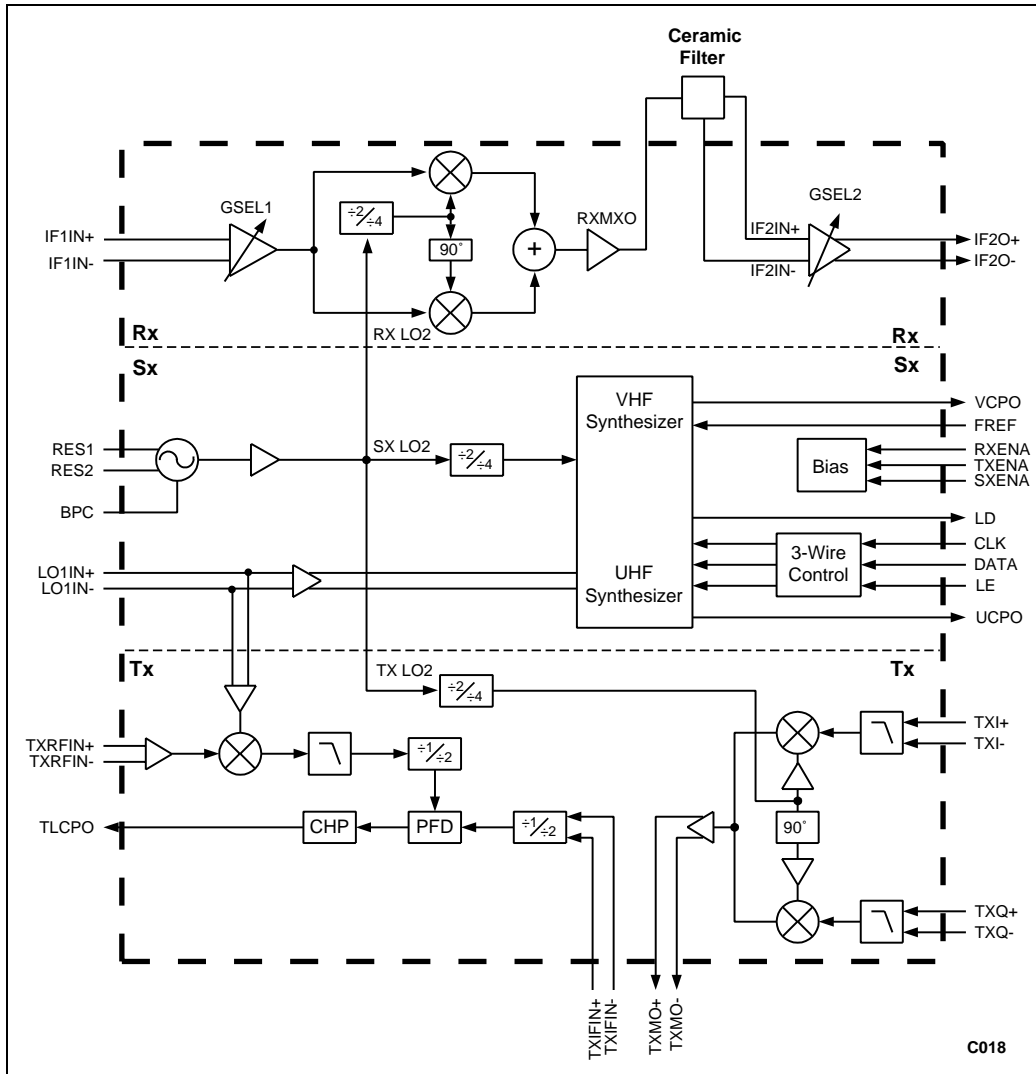 Ceramic
Filter
GSEL1
÷2/÷4
90°
+
RXMXO
GSEL2
IF1IN+
IF1IN-
IF2IN+
IF2IN-
IF2O+
IF2O-
Rx
RX LO2
Rx
Sx
Sx
RES1
RES2
BPC
SX LO2
÷2/÷4
VHF
Synthesizer
UHF
Synthesizer
VCPO
FREF
Bias
RXENA
TXENA
SXENA
LD
3-Wire
Control
CLK
DATA
LE
UCPO
LO1IN+
LO1IN-
Tx
TX LO2
÷2/÷4
Tx
TXRFIN+
TXRFIN-
÷1/÷2
TXI+
TXI-
TLCPO
CHP
PFD
÷1/÷2
90°
TXQ+
TXQ-
TXIFIN+
TXIFIN-
TXMO+
TXMO-
C018